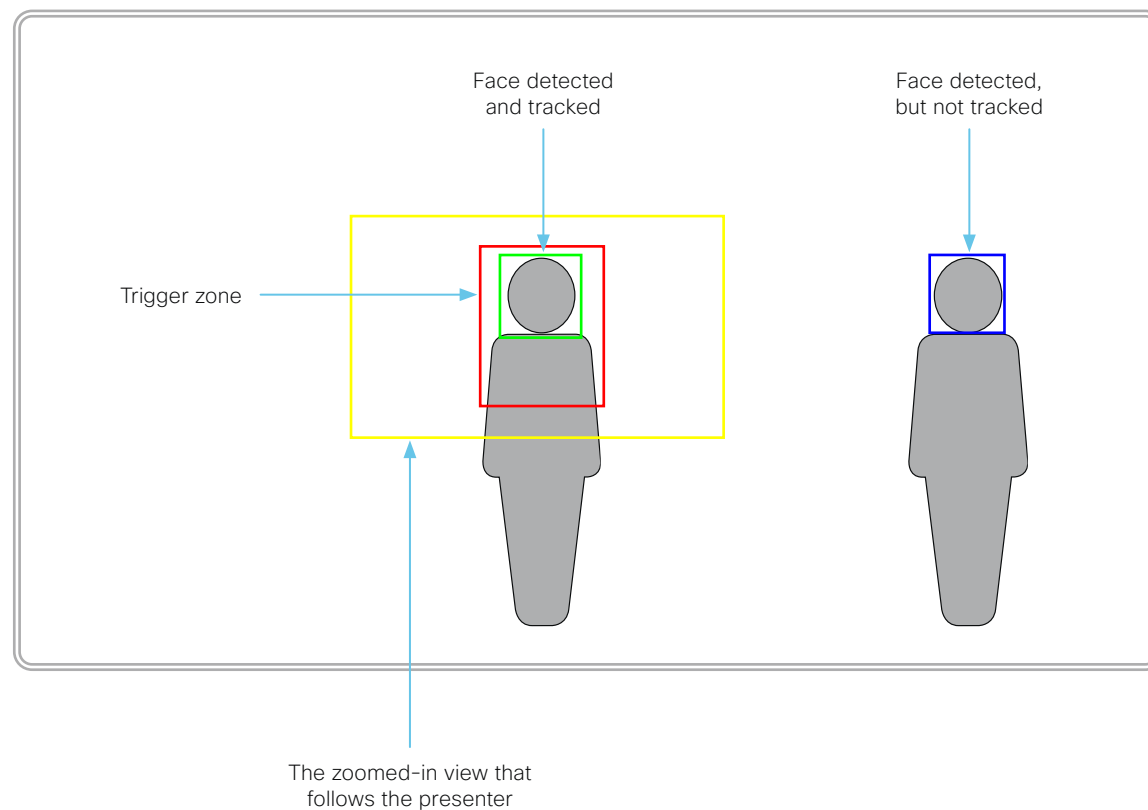 Face detected
and tracked
Face detected,
but not tracked
Trigger zone
The zoomed-in view that
follows the presenter